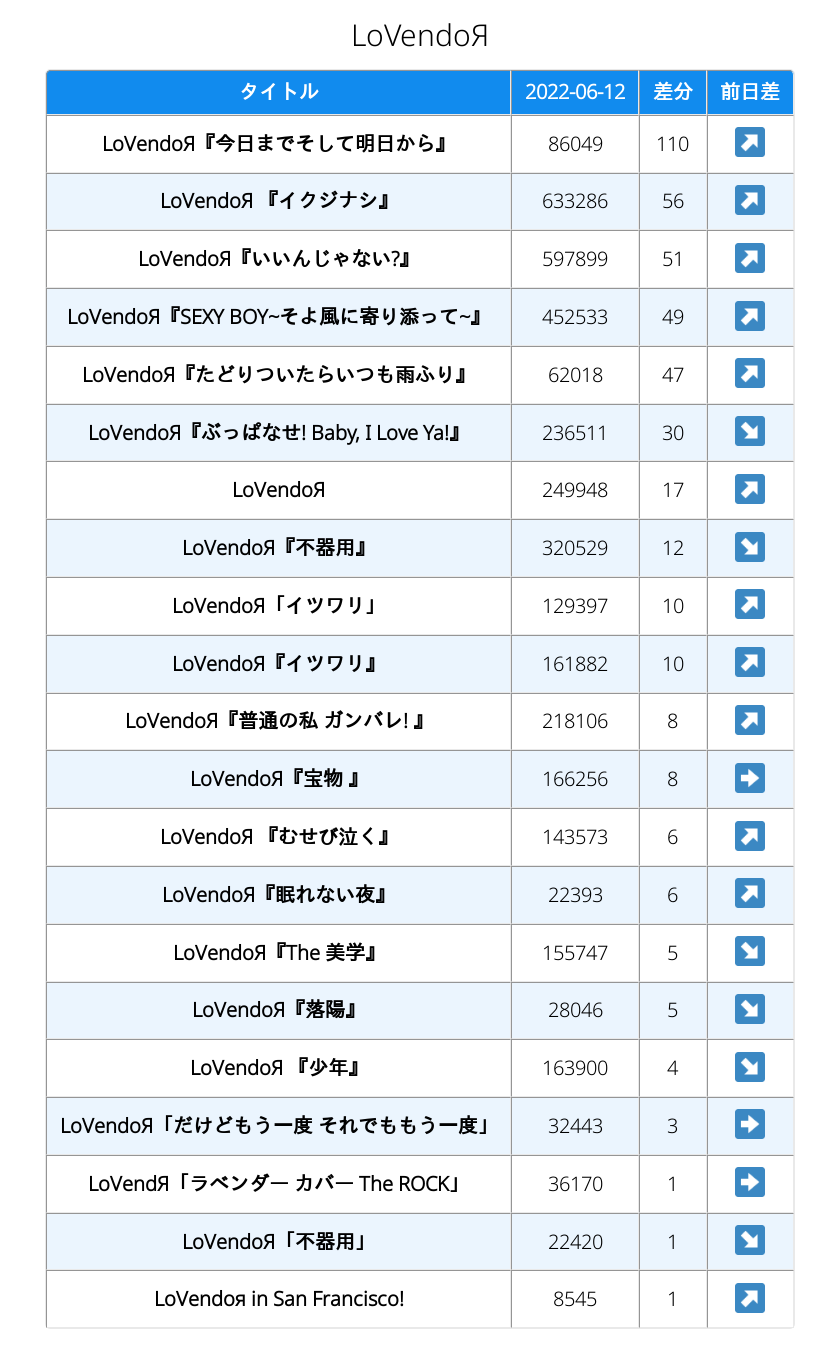 LoVendoЯ
タイトル 2022-06-12 差分 前日差
LoVendoЯ『今日までそして明日から』 86049 110
LoVendoЯ 『イクジナシ』 633286 56
LoVendoЯ『いいんじゃない?』 597899 51
LoVendoЯ『SEXY BOY~そよ風に寄り添って~』 452533 49
LoVendoЯ『たどりついたらいつも雨ふり』 62018 47
LoVendoЯ『ぶっぱなせ! Baby, I Love Ya!』 236511 30
LoVendoЯ 249948 17
LoVendoЯ『不器用』 320529 12
LoVendoЯ「イツワリ」 129397 10
LoVendoЯ『イツワリ』 161882 10
LoVendoЯ『普通の私 ガンバレ! 』 218106 8
LoVendoЯ『宝物 』 166256 8
LoVendoЯ 『むせび泣く』 143573 6
LoVendoЯ『眠れない夜』 22393 6
LoVendoЯ『The 美学』 155747 5
LoVendoЯ『落陽』 28046 5
LoVendoЯ 『少年』 163900 4
LoVendoЯ「だけどもう一度 それでももう一度」 32443 3
LoVendЯ「ラベンダー カバー The ROCK」 36170 1
LoVendoЯ「不器用」 22420 1
LoVendoя in San Francisco! 8545 1